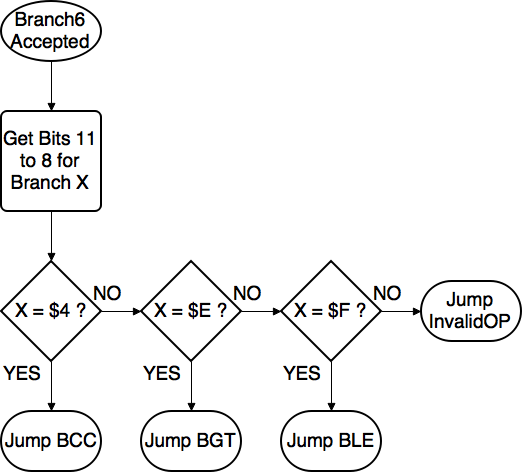 Branch6
Accepted
Get Bits 11
to 8 for
Branch X
X = $4 ?
NO
X = $E ?
NO
X = $F ?
NO
Jump
InvalidOP
YES
YES
YES
Jump BCC
Jump BGT
Jump BLE